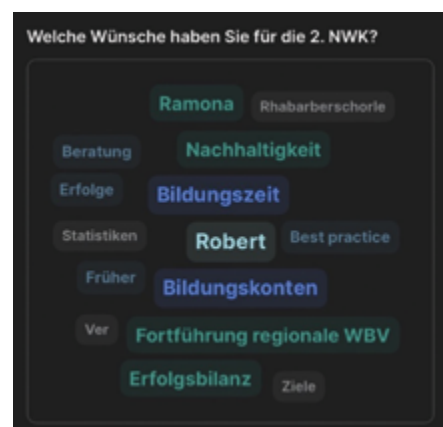 Welche Wünsche haben Sie für die 2. NWK?
Ramona Rhabarberschorle
Beratung Nachhaltigkeit
Erfolge Bildungszeit
Statistiken Robert Best practice
Früher Bildungskonten
Ver Fortführung regionale WBV
Erfolgsbilanz Ziele